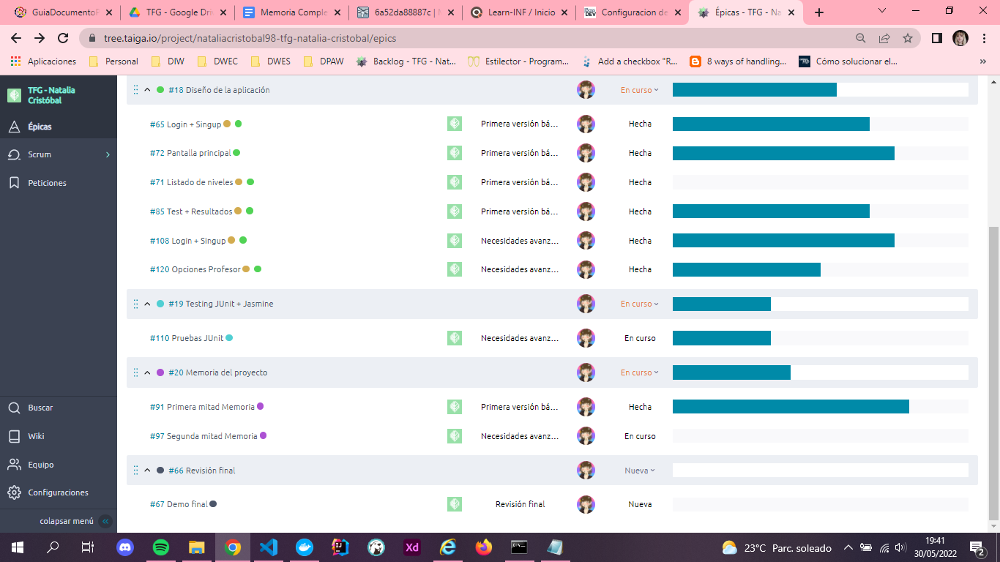 GuiaDocumentoP
TFG - Google Driv
Memoria Comple
6a52da88887c | M
Learn-INF / Inicio
Configuracion de
Épicas - TFG - Na
tree.taiga.io/project/nataliacristobal98-tfg-natalia-cristobal/epics
Aplicaciones
Personal
DIW
DWEC
DWES
DPAW
Backlog - TFG - Nat...
Estilector - Program...
Add a checkbox "R...
8 ways of handling...
Cómo solucionar el...
»
TFG - Natalia
Cristóbal
Épicas
Scrum
Peticiones
Buscar
Wiki
Equipo
Configuraciones
colapsar menú
#18 Diseño de la aplicación En curso
#65 Login + Singup Primera versión bá... Hecha
#72 Pantalla principal Primera versión bá... Hecha
#71 Listado de niveles Primera versión bá... Hecha
#85 Test + Resultados Primera versión bá... Hecha
#108 Login + Singup Necesidades avanz... Hecha
#120 Opciones Profesor Necesidades avanz... Hecha
#19 Testing JUnit + Jasmine En curso
#110 Pruebas JUnit Necesidades avanz... En curso
#20 Memoria del proyecto En curso
#91 Primera mitad Memoria Primera versión bá... Hecha
#97 Segunda mitad Memoria Necesidades avanz... En curso
#66 Revisión final Nueva
#67 Demo final Revisión final Nueva
Xd
23°C Parc. soleado
19:41
30/05/2022
2